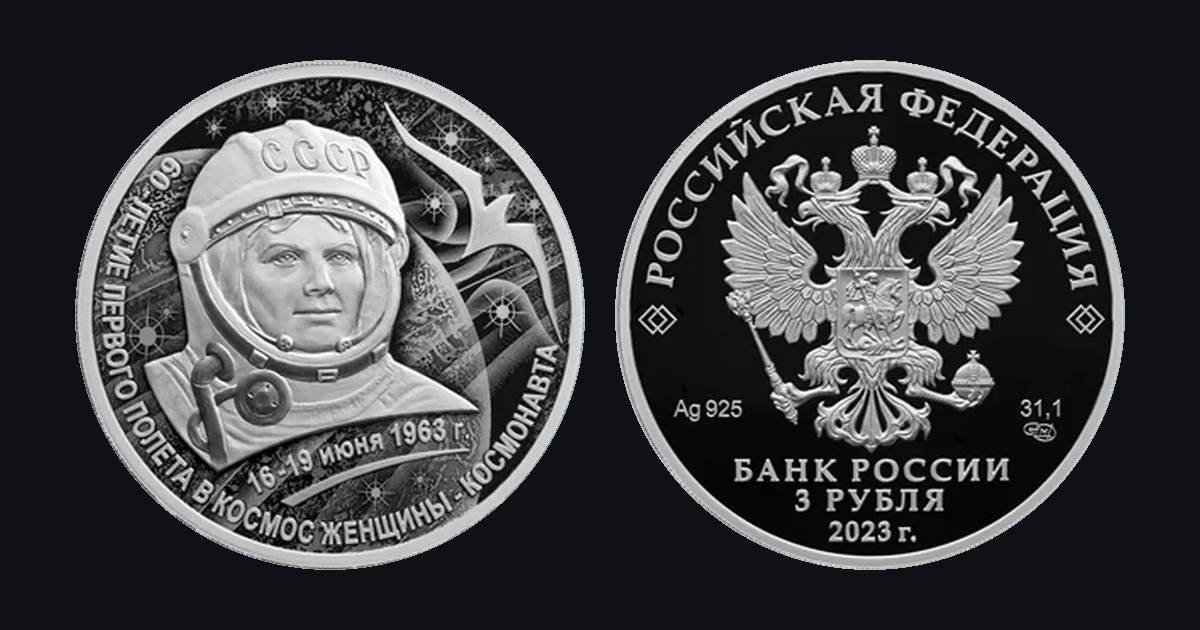 СССР
60-ЛЕТИЕ ПЕРВОГО ПОЛЕТА В КОСМОС ЖЕНЩИНЫ - КОСМОНАВТА
16-19 июня 1963 г.
РОССИЙСКАЯ ФЕДЕРАЦИЯ
Ag 925
31,1
БАНК РОССИИ
3 РУБЛЯ
2023 г.